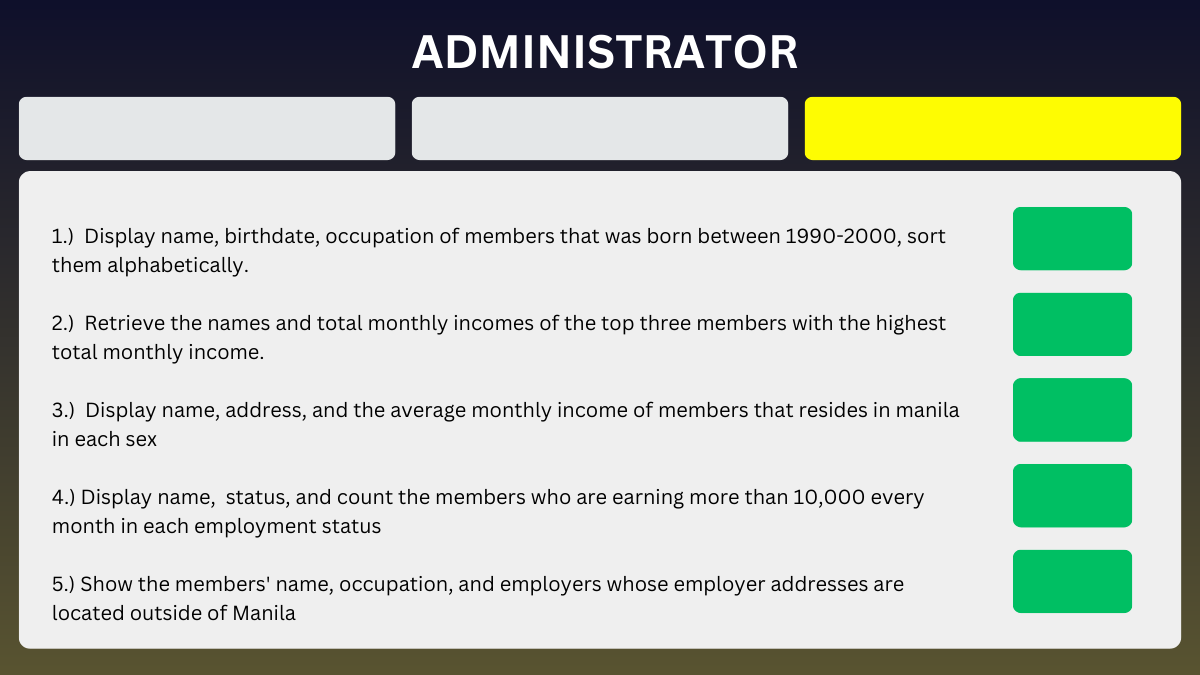 ADMINISTRATOR
1.)  Display name, birthdate, occupation of members that was born between 1990-2000, sort
them alphabetically.
2.)  Retrieve the names and total monthly incomes of the top three members with the highest
total monthly income.
3.)  Display name, address, and the average monthly income of members that resides in manila
in each sex
4.) Display name,  status, and count the members who are earning more than 10,000 every
month in each employment status
5.) Show the members' name, occupation, and employers whose employer addresses are
located outside of Manila